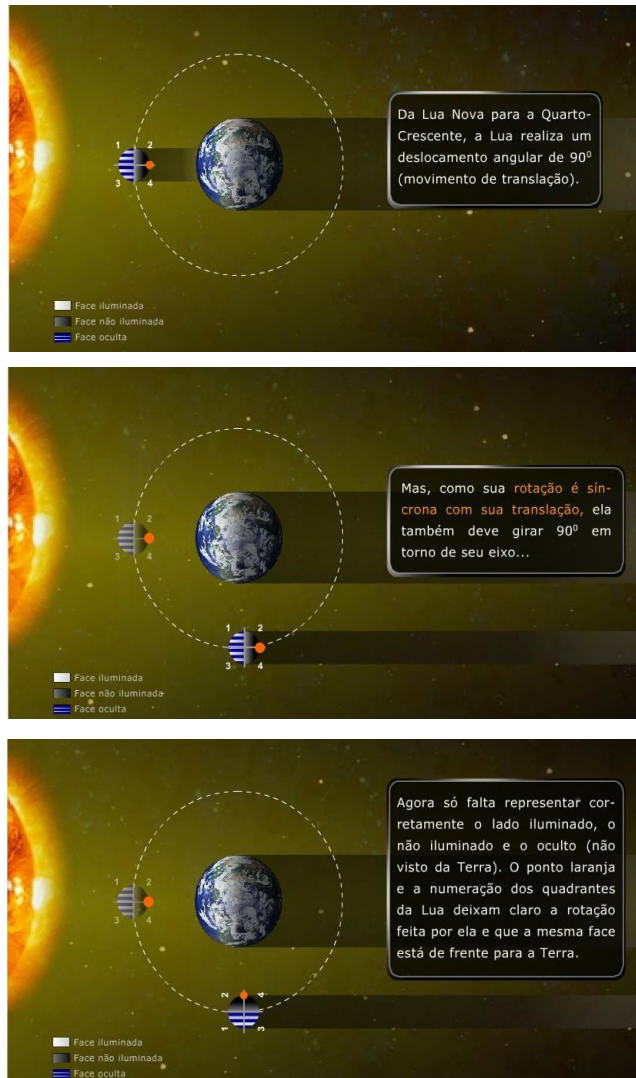 Da Lua Nova para a Quarto-
Crescente, a Lua realiza um
deslocamento angular de 90⁰
(movimento de translação).
1 2
3 4
Face iluminada
Face não iluminada
Face oculta
Mas, como sua rotação é sín-
crona com sua translação, ela
também deve girar 90⁰ em
torno de seu eixo...
1 2
3 4
1 2
3 4
Face iluminada
Face não iluminada
Face oculta
Agora só falta representar cor-
retamente o lado iluminado, o
não iluminado e o oculto (não
visto da Terra). O ponto laranja
e a numeração dos quadrantes
da Lua deixam claro a rotação
feita por ela e que a mesma face
está de frente para a Terra.
1 2
3 4
2 4
1 3
Face iluminada
Face não iluminada
Face oculta